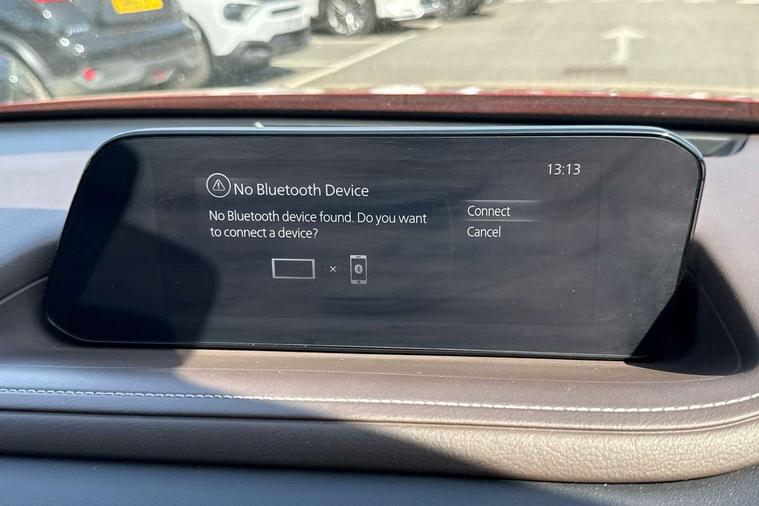 13:13
No Bluetooth Device
No Bluetooth device found. Do you want
to connect a device?
Connect
Cancel